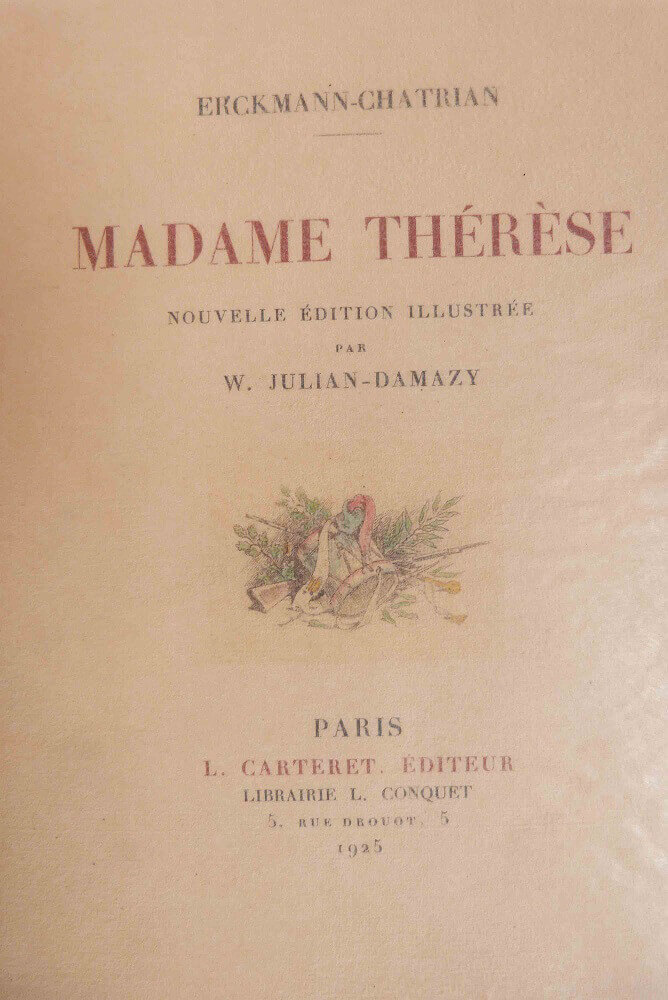 ERCKMANN-CHATRIAN
MADAME THÉRÈSE
NOUVELLE ÉDITION ILLUSTRÉE
PAR
W. JULIAN-DAMAZY
PARIS
L. CARTERET, ÉDITEUR
LIBRAIRIE L. CONQUET
5, RUE DROUOT, 5
1925